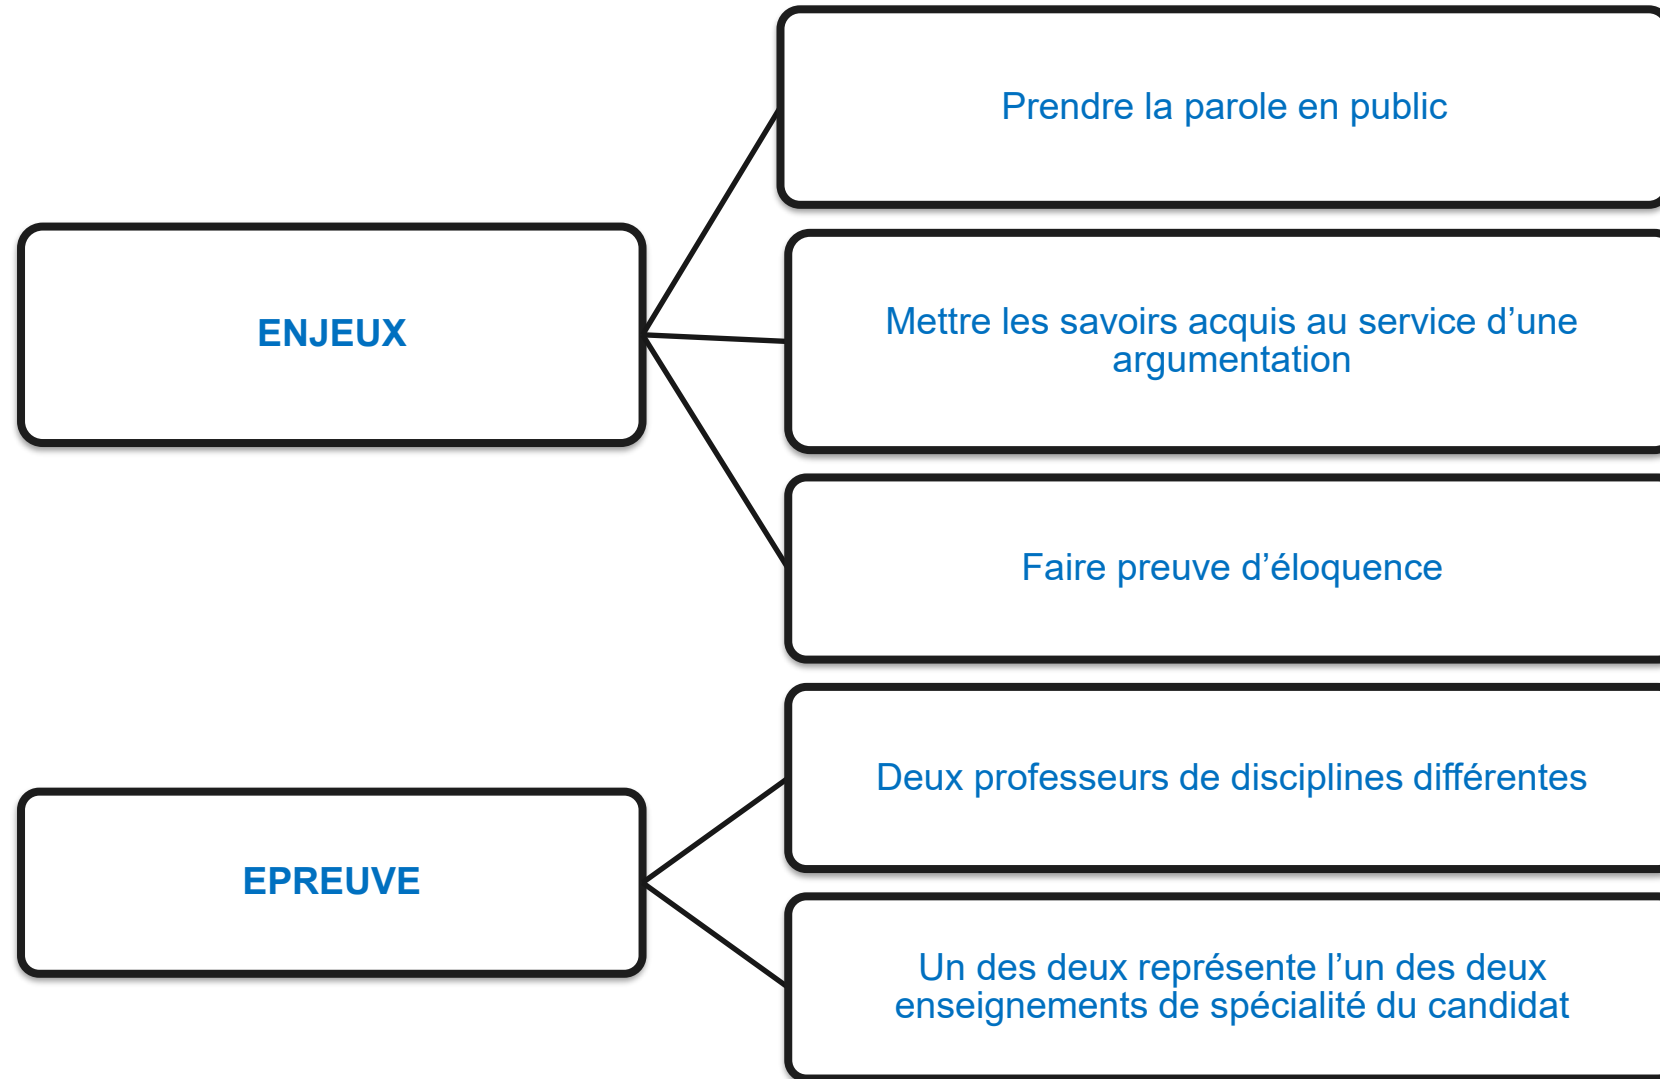 ENJEUX
Prendre la parole en public
Mettre les savoirs acquis au service d’une
argumentation
Faire preuve d’éloquence
EPREUVE
Deux professeurs de disciplines différentes
Un des deux représente l’un des deux
enseignements de spécialité du candidat